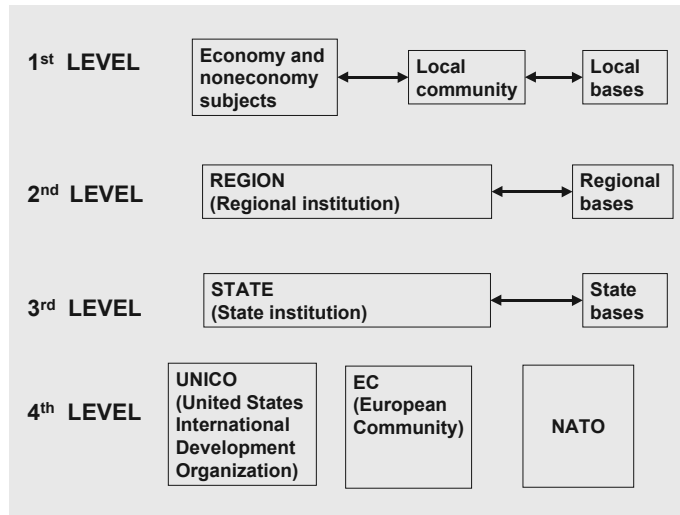 1st LEVEL
Economy and
noneconomy
subjects
Local
community
Local
bases
2nd LEVEL
REGION
(Regional institution)
Regional
bases
3rd LEVEL
STATE
(State institution)
State
bases
4th LEVEL
UNICO
(United States
International
Development
Organization)
EC
(European
Community)
NATO